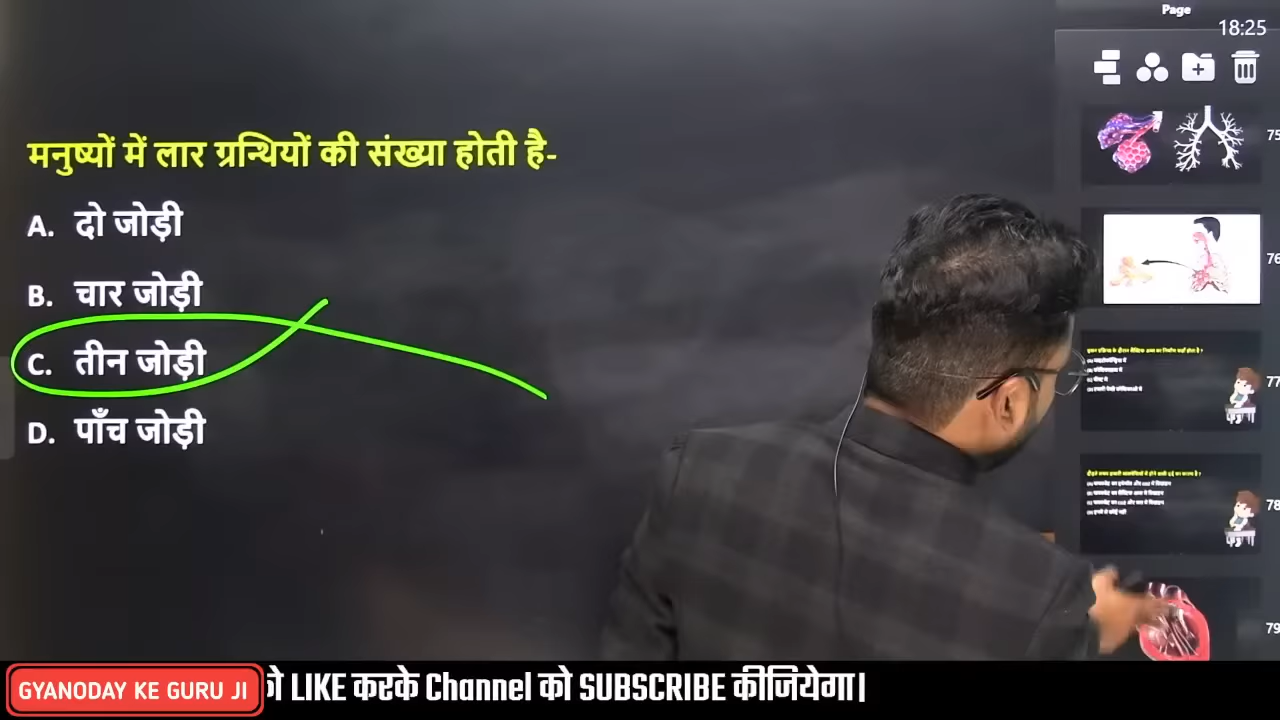 Page
18:25
मनुष्यों में लार ग्रन्थियों की संख्या होती है-
A. दो जोड़ी
B. चार जोड़ी
C. तीन जोड़ी
D. पाँच जोड़ी
75
76
77
78
79
GYANODAY KE GURU JI
को LIKE करके Channel को SUBSCRIBE कीजियेगा।